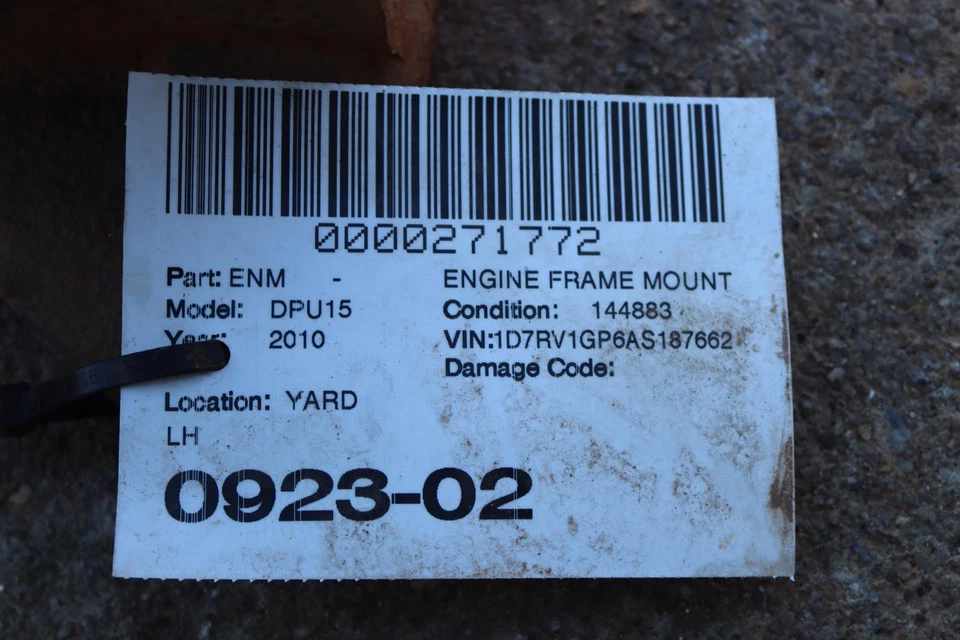 0000271772
Part: ENM - ENGINE FRAME MOUNT
Model: DPU15 Condition: 144883
Year: 2010 VIN:1D7RV1GP6AS187662
Damage Code:
Location: YARD
LH
0923-02